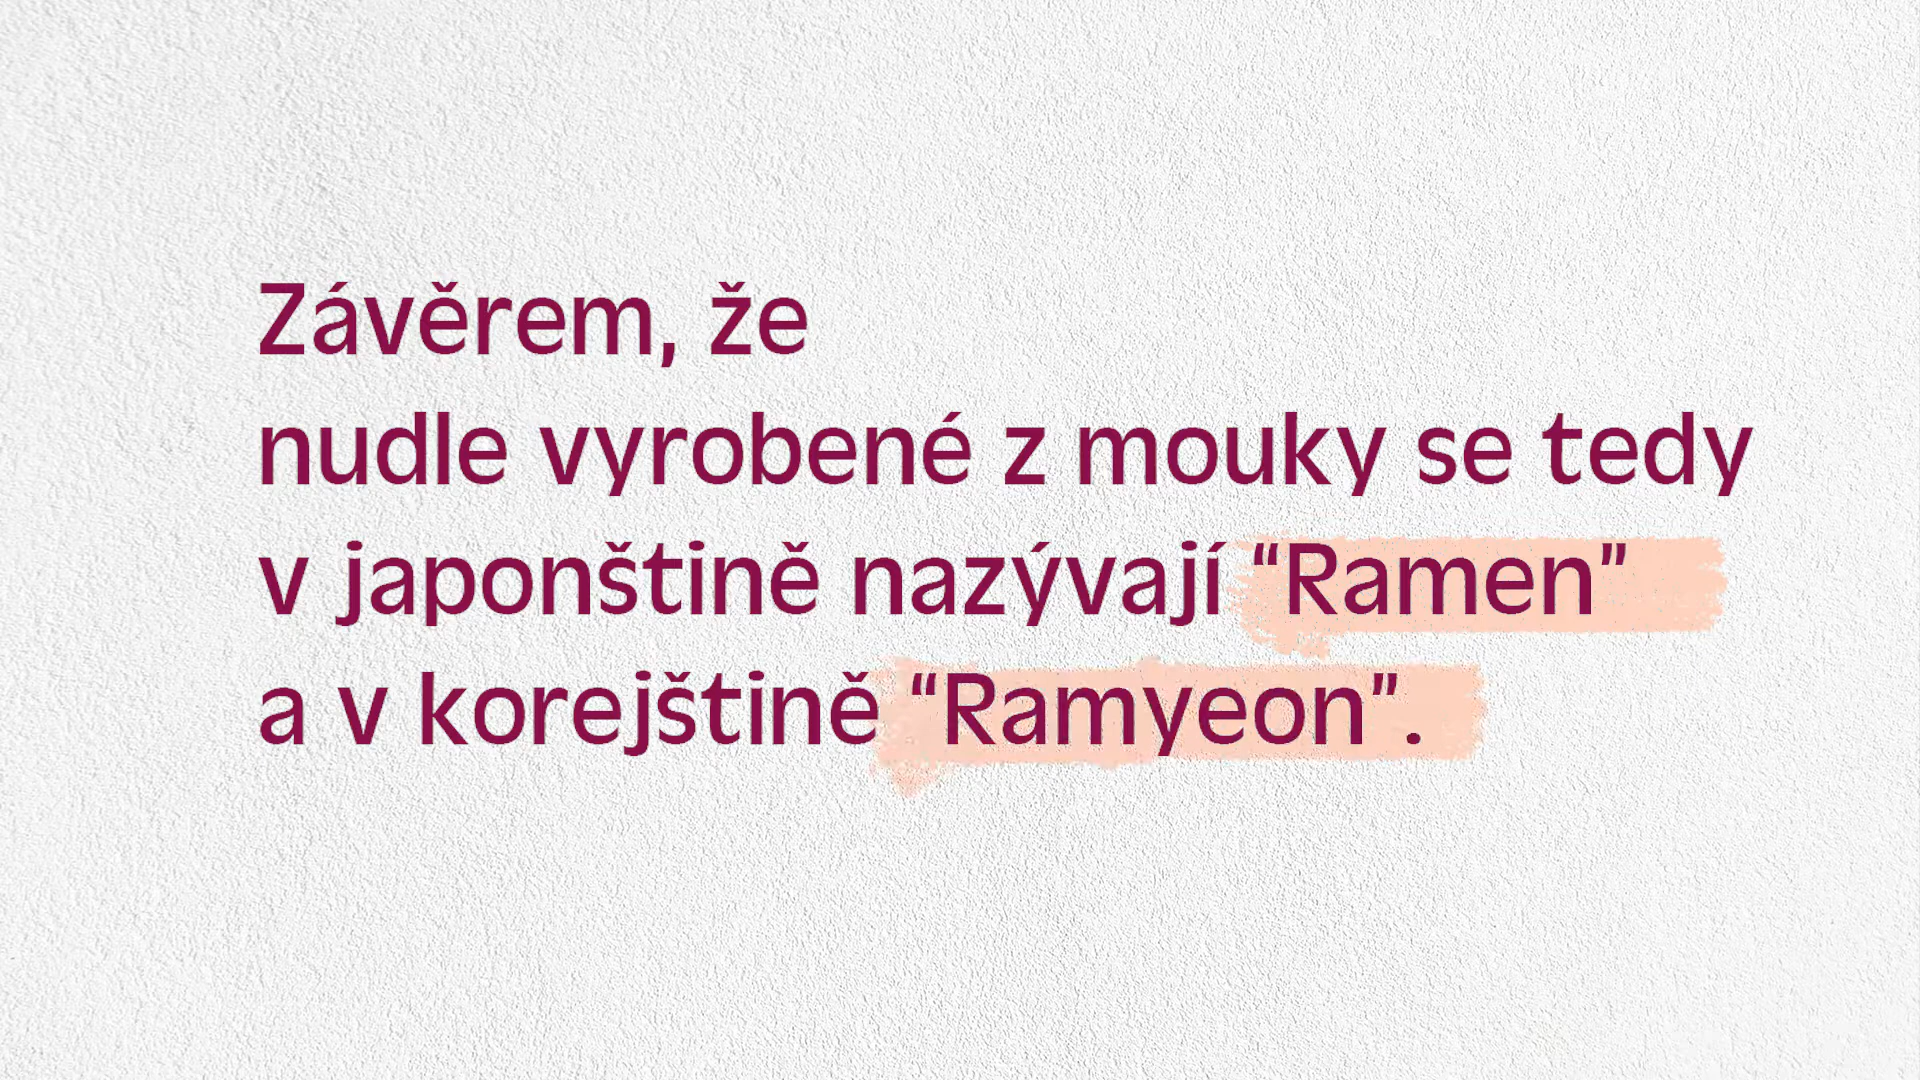 Závěrem, že
nudle vyrobené z mouky se tedy
v japonštině nazývají “Ramen”
a v korejštině “Ramyeon”.